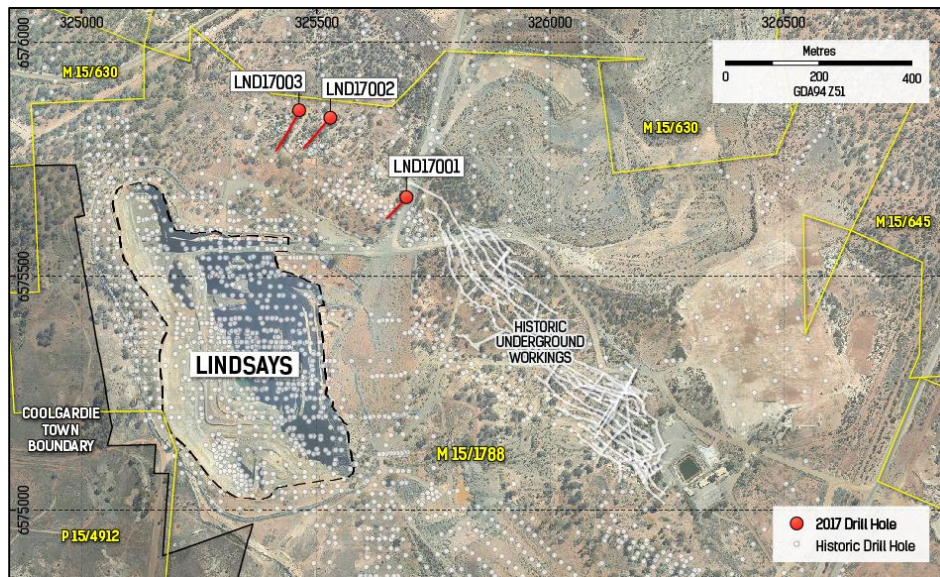 325000
325500
326000
326500
6576000
Metres
0
200
400
GDA94 Z51
M 15/630
LND17003
LND17002
M 15/630
LND17001
M 15/645
6575500
HISTORIC
UNDERGROUND
WORKINGS
LINDSAYS
COOLGARDIE
TOWN
BOUNDARY
M 15/1788
6575000
P 15/4912
2017 Drill Hole
Historic Drill Hole